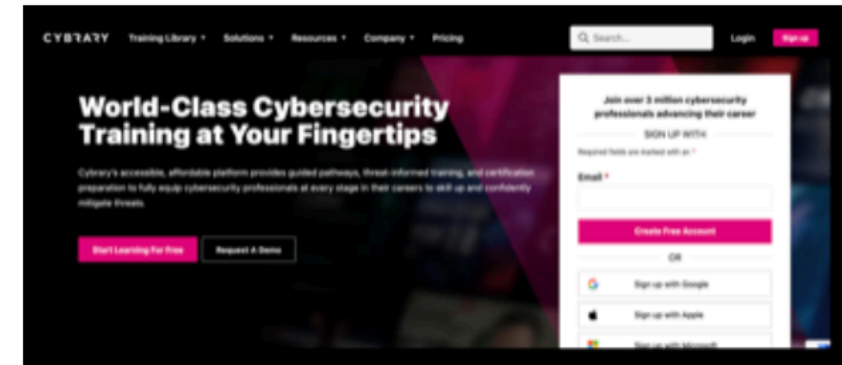 CYBRARY Training Library Solutions Resources Company Pricing Search... Login Sign up
World-Class Cybersecurity
Training at Your Fingertips
Cybrary's accessible, affordable platform provides guided pathways, threat-informed training, and certification
preparation to fully equip cybersecurity professionals at every stage in their careers to skill up and confidently
mitigate threats.
Start Learning For Free Request A Demo
Join over 3 million cybersecurity
professionals advancing their career
SIGN UP WITH
Required fields are marked with an *
Email *
Create Free Account
OR
Sign up with Google
Sign up with Apple
Sign up with Microsoft